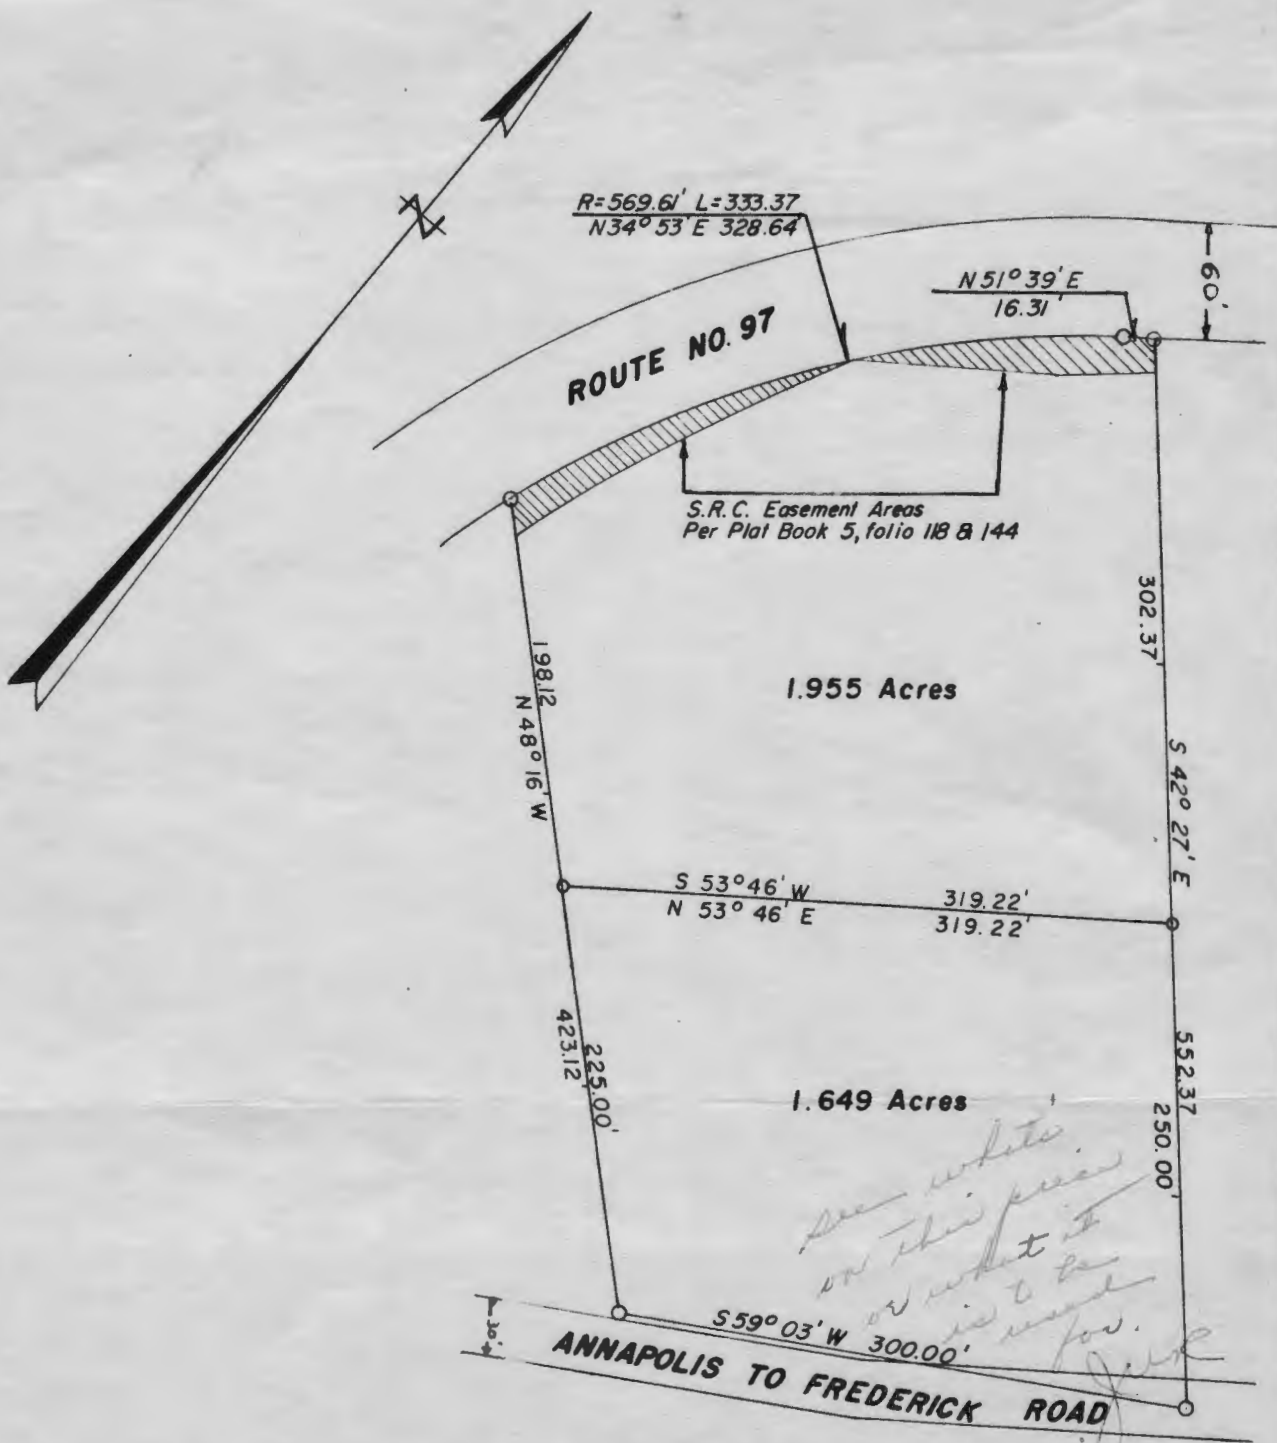 N
R=569.61' L=333.37
N34° 53' E 328.64
N 51° 39' E
16.31'
60'
ROUTE NO. 97
S.R.C. Easement Areas
Per Plat Book 5, folio 118 & 144
302.37'
198.12
N 48° 16' W
1.955 Acres
S 42° 27' E
S 53° 46' W 319.22'
N 53° 46' E 319.22'
423.12'
225.00'
552.37
250.00'
1.649 Acres
see whats
on this piece
or what it
is to be
used
for.
S 59° 03' W 300.00'
30'
ANNAPOLIS TO FREDERICK ROAD